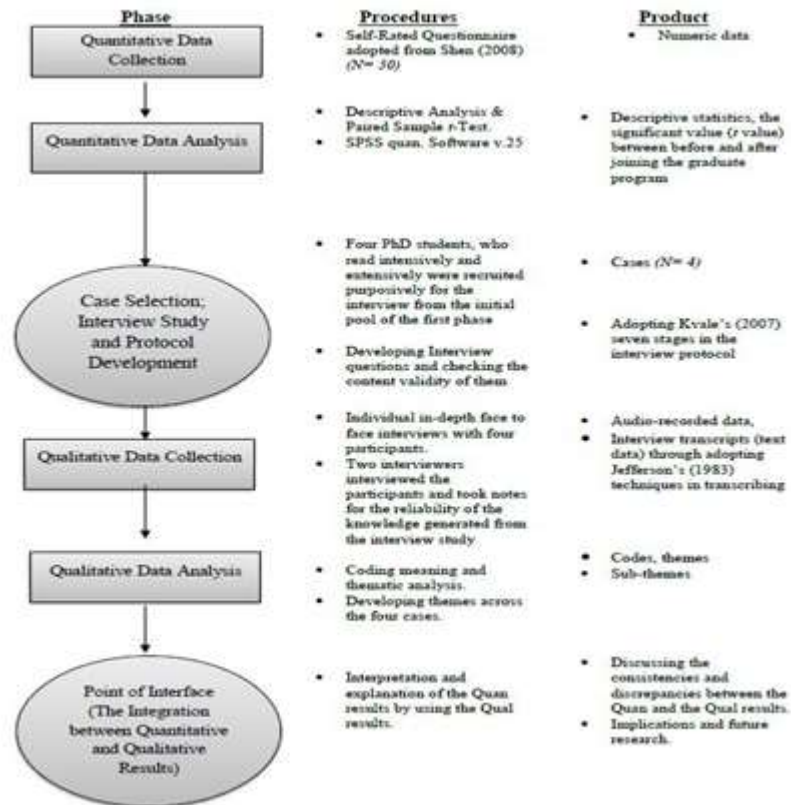 Phase
Procedures
Product
Quantitative Data
Collection
• Self-Rated Questionnaire
adopted from Shen (2008)
(N= 50)
• Numeric data
Quantitative Data Analysis
• Descriptive Analysis &
Paired Sample t-Test.
• SPSS quan. Software v.25
• Descriptive statistics, the
significant value (t value)
between before and after
joining the graduate
program
Case Selection;
Interview Study
and Protocol
Development
• Four PhD students, who
read intensively and
extensively were recruited
purposively for the
interview from the initial
pool of the first phase
• Developing Interview
questions and checking the
content validity of them
• Cases (N= 4)
• Adopting Kvale's (2007)
seven stages in the
interview protocol
Qualitative Data Collection
• Individual in-depth face to
face interviews with four
participants.
• Two interviewers
interviewed the
participants and took notes
for the reliability of the
knowledge generated from
the interview study
• Audio-recorded data,
• Interview transcripts (text
data) through adopting
Jefferson's (1983)
techniques in transcribing
Qualitative Data Analysis
• Coding meaning and
thematic analysis.
• Developing themes across
the four cases.
• Codes, themes
• Sub-themes
Point of Interface
(The Integration
between Quantitative
and Qualitative
Results)
• Interpretation and
explanation of the Quan
results by using the Qual
results.
• Discussing the
consistencies and
discrepancies between the
Quan and the Qual results.
• Implications and future
research.